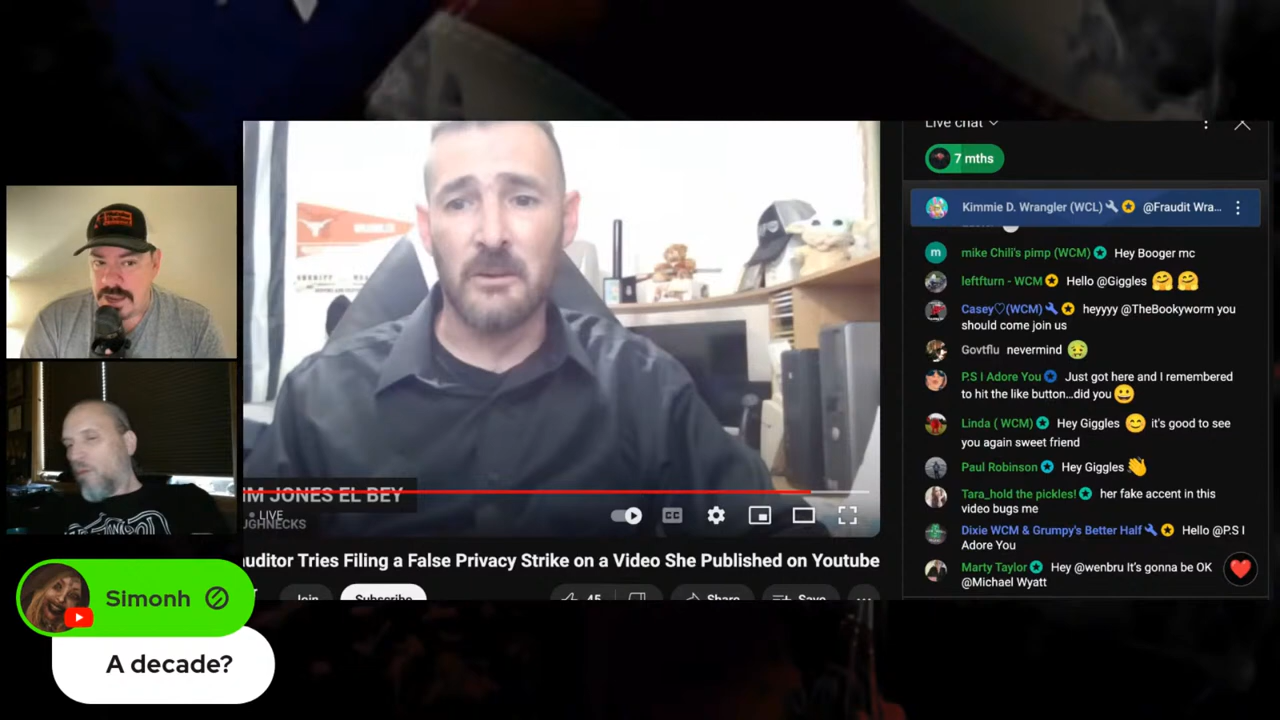 Live chat
7 mths
Kimmie D. Wrangler (WCL) @Fraudit Wra...
mike Chili's pimp (WCM) Hey Booger mc
leftturn - WCM Hello @Giggles
Casey♡(WCM) heyyyy @TheBookyworm you
should come join us
Govtflu nevermind
P.S I Adore You Just got here and I remembered
to hit the like button...did you
Linda ( WCM) Hey Giggles it's good to see
you again sweet friend
Paul Robinson Hey Giggles
Tara_hold the pickles! her fake accent in this
video bugs me
Dixie WCM & Grumpy's Better Half Hello @P.S I
Adore You
Marty Taylor Hey @wenbru It's gonna be OK
@Michael Wyatt
IM JONES EL BEY
LIVE
UGHNECKS
CC
uditor Tries Filing a False Privacy Strike on a Video She Published on Youtube
Join Subscribe 45 Share Save
Simonh
A decade?